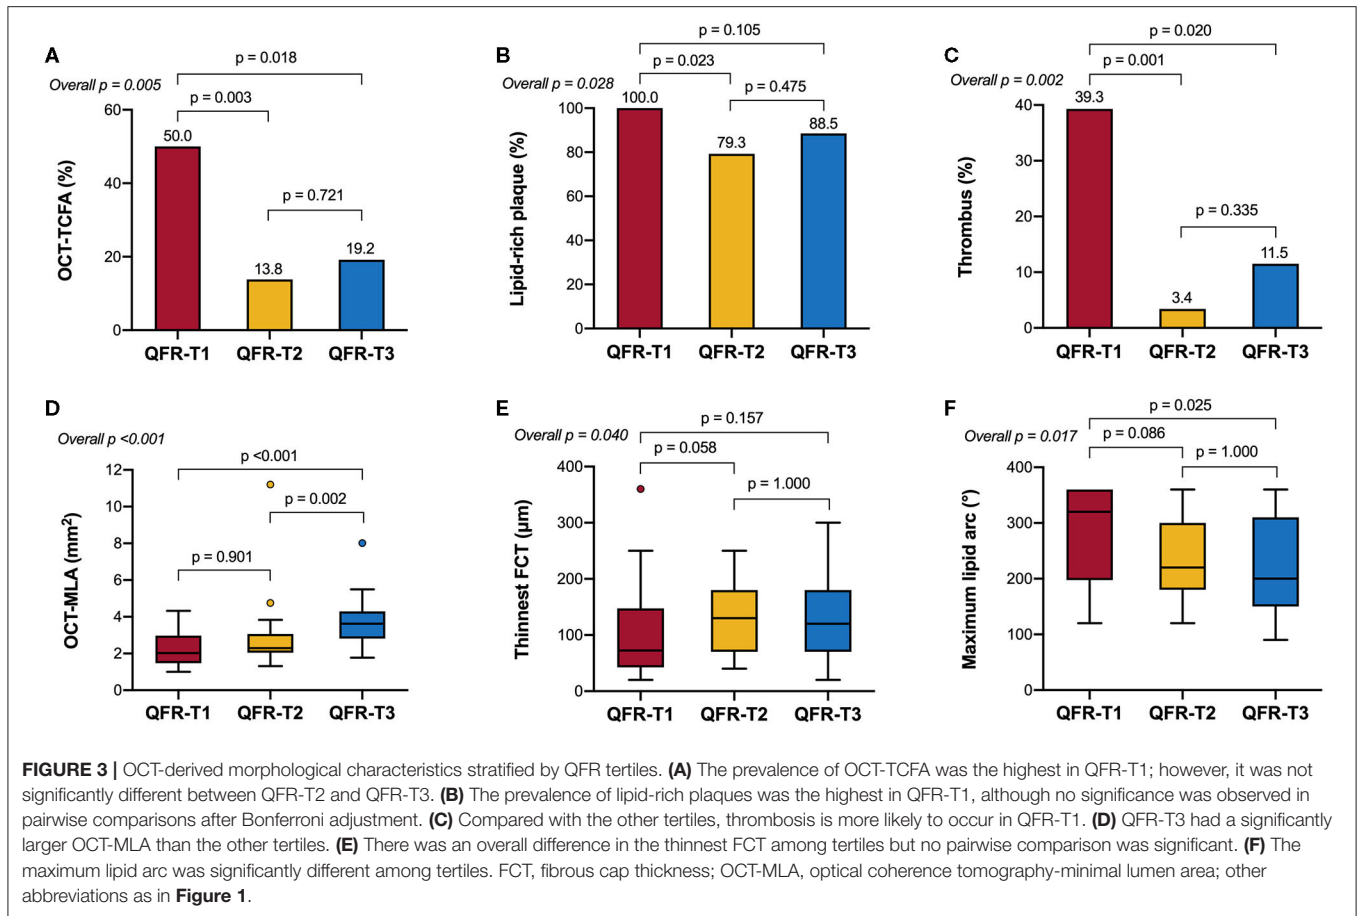 A
Overall p = 0.005
p = 0.018
p = 0.003
p = 0.721
OCT-TCFA (%)
60
40
20
0
50.0
13.8
19.2
QFR-T1 QFR-T2 QFR-T3
B
Overall p = 0.028
p = 0.105
p = 0.023
p = 0.475
Lipid-rich plaque (%)
100
80
60
40
20
0
100.0
79.3
88.5
QFR-T1 QFR-T2 QFR-T3
C
Overall p = 0.002
p = 0.020
p = 0.001
p = 0.335
Thrombus (%)
40
30
20
10
0
39.3
3.4
11.5
QFR-T1 QFR-T2 QFR-T3
D
Overall p <0.001
p <0.001
p = 0.002
p = 0.901
OCT-MLA (mm²)
12
10
8
6
4
2
0
QFR-T1 QFR-T2 QFR-T3
E
Overall p = 0.040
p = 0.157
p = 0.058
p = 1.000
Thinnest FCT (µm)
400
300
200
100
0
QFR-T1 QFR-T2 QFR-T3
F
Overall p = 0.017
p = 0.025
p = 0.086
p = 1.000
Maximum lipid arc (°)
400
300
200
100
0
QFR-T1 QFR-T2 QFR-T3
FIGURE 3 | OCT-derived morphological characteristics stratified by QFR tertiles. (A) The prevalence of OCT-TCFA was the highest in QFR-T1; however, it was not
significantly different between QFR-T2 and QFR-T3. (B) The prevalence of lipid-rich plaques was the highest in QFR-T1, although no significance was observed in
pairwise comparisons after Bonferroni adjustment. (C) Compared with the other tertiles, thrombosis is more likely to occur in QFR-T1. (D) QFR-T3 had a significantly
larger OCT-MLA than the other tertiles. (E) There was an overall difference in the thinnest FCT among tertiles but no pairwise comparison was significant. (F) The
maximum lipid arc was significantly different among tertiles. FCT, fibrous cap thickness; OCT-MLA, optical coherence tomography-minimal lumen area; other
abbreviations as in Figure 1.